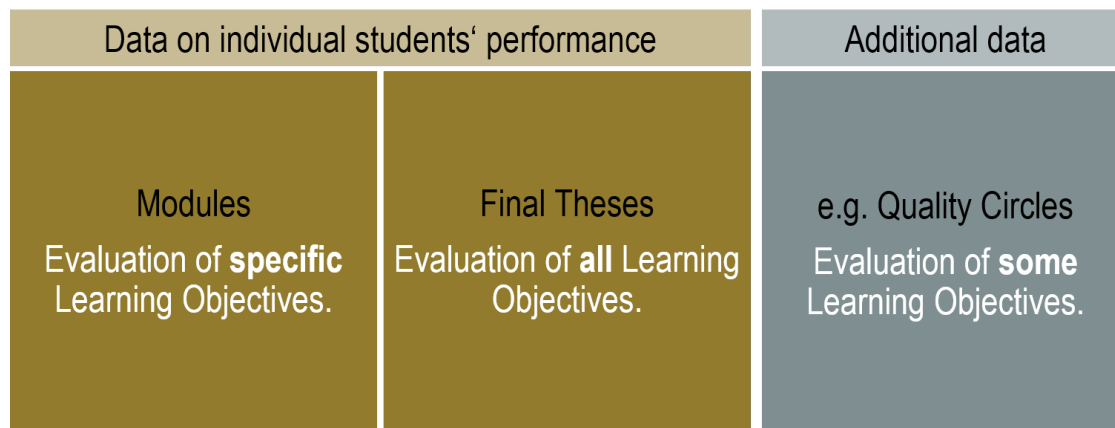 Data on individual students‘ performance
Additional data
Modules
Evaluation of specific
Learning Objectives.
Final Theses
Evaluation of all Learning
Objectives.
e.g. Quality Circles
Evaluation of some
Learning Objectives.